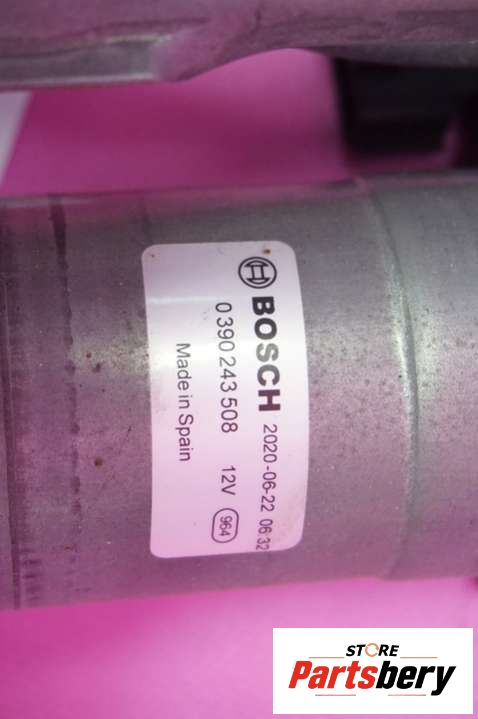 BOSCH 2020-06-22 06 32
0 390 243 508 12V 964
Made in Spain
STORE
Partsbery